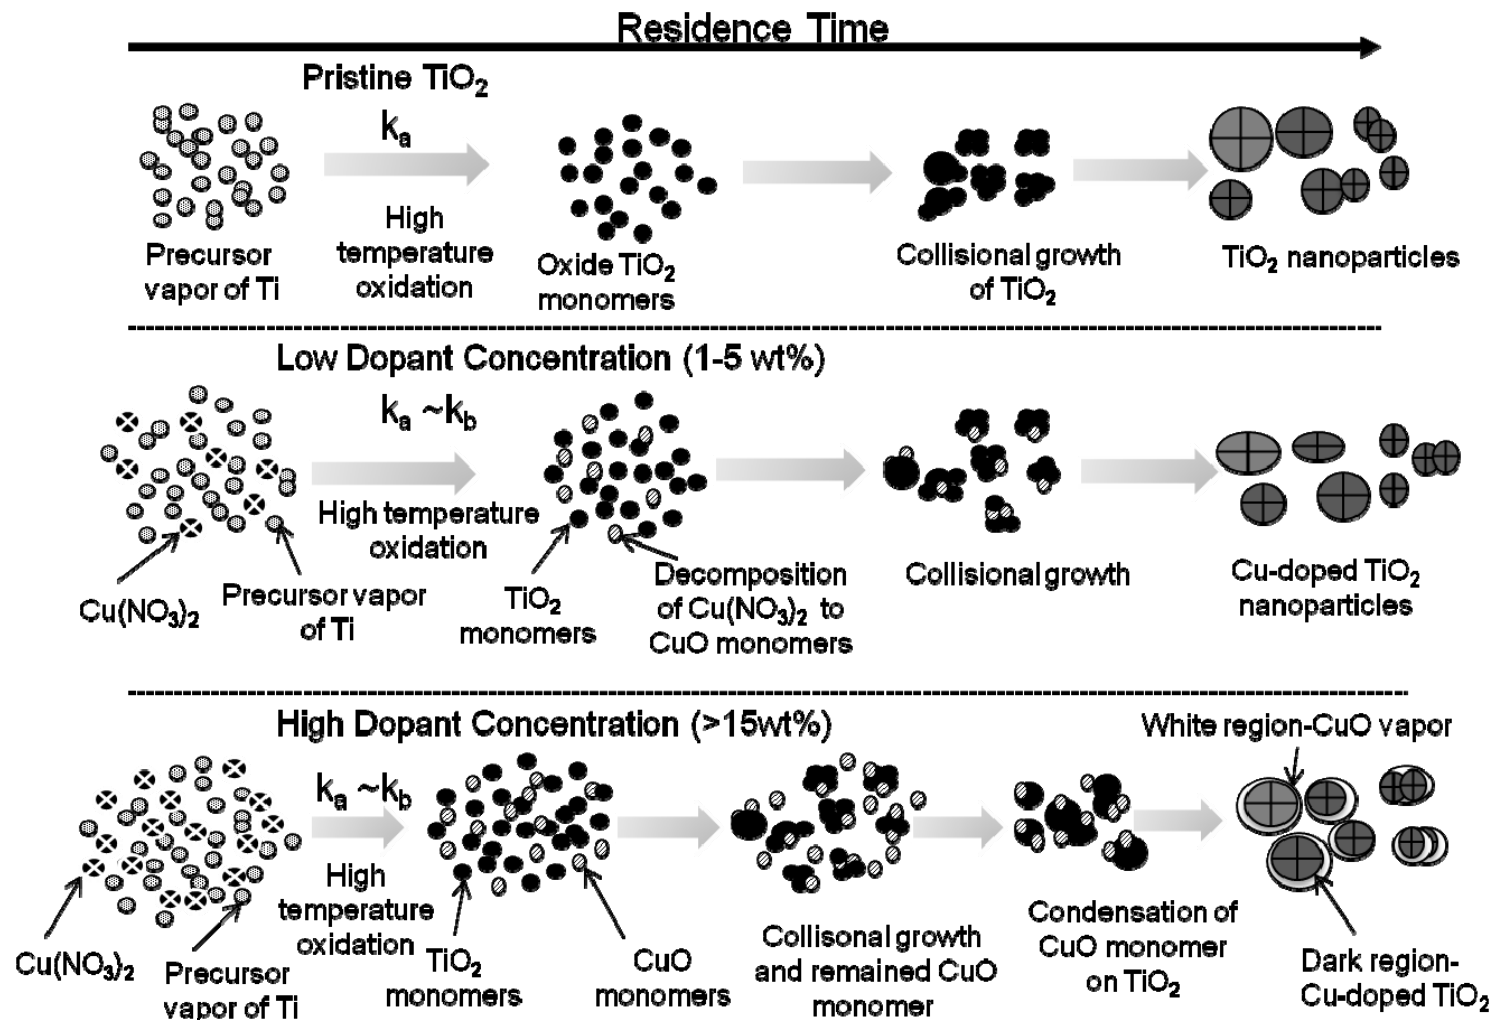 Residence Time
Pristine TiO₂
kₐ
High
temperature
oxidation
Precursor
vapor of Ti
Oxide TiO₂
monomers
Collisional growth
of TiO₂
TiO₂ nanoparticles
Low Dopant Concentration (1-5 wt%)
kₐ ~k_b
High temperature
oxidation
Cu(NO₃)₂
Precursor vapor
of Ti
TiO₂
monomers
Decomposition
of Cu(NO₃)₂ to
CuO monomers
Collisional growth
Cu-doped TiO₂
nanoparticles
High Dopant Concentration (>15wt%)
White region-CuO vapor
kₐ ~k_b
High
temperature
oxidation
Cu(NO₃)₂
Precursor
vapor of Ti
TiO₂
monomers
CuO
monomers
Collisonal growth
and remained CuO
monomer
Condensation of
CuO monomer
on TiO₂
Dark region-
Cu-doped TiO₂